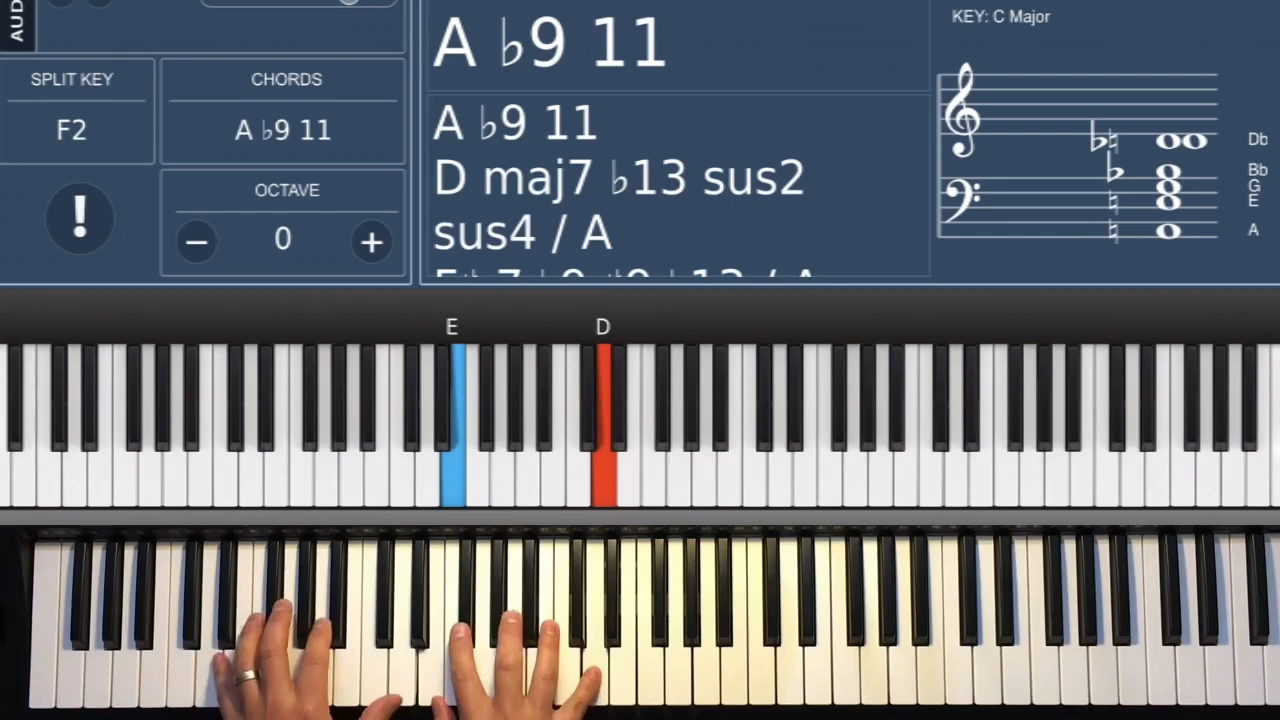 AUD
SPLIT KEY
F2
CHORDS
A ♭9 11
!
OCTAVE
−
0
+
A ♭9 11
A ♭9 11
D maj7 ♭13 sus2
sus4 / A
KEY: C Major
Db
Bb
G
E
A
E
D